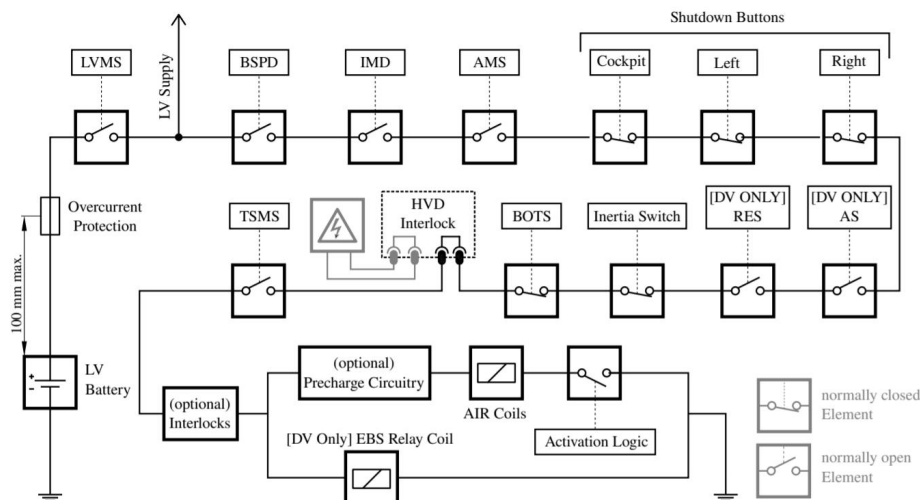 Shutdown Buttons
LVMS
LV Supply
BSPD
IMD
AMS
Cockpit
Left
Right
Overcurrent
Protection
100 mm max.
TSMS
HVD
Interlock
BOTS
Inertia Switch
[DV ONLY]
RES
[DV ONLY]
AS
+
-
LV
Battery
(optional)
Interlocks
(optional)
Precharge Circuitry
AIR Coils
Activation Logic
[DV Only] EBS Relay Coil
normally closed
Element
normally open
Element